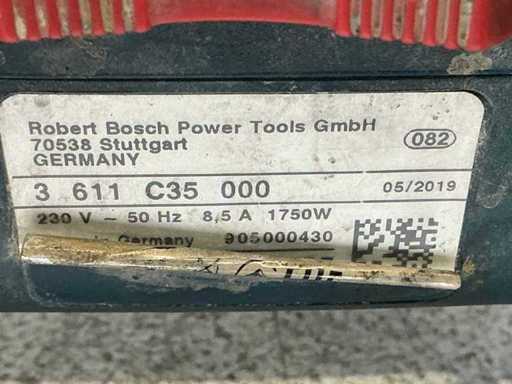 Robert Bosch Power Tools GmbH
70538 Stuttgart
GERMANY
082
3 611 C35 000
05/2019
230 V ~ 50 Hz 8,5 A 1750W
Germany 905000430